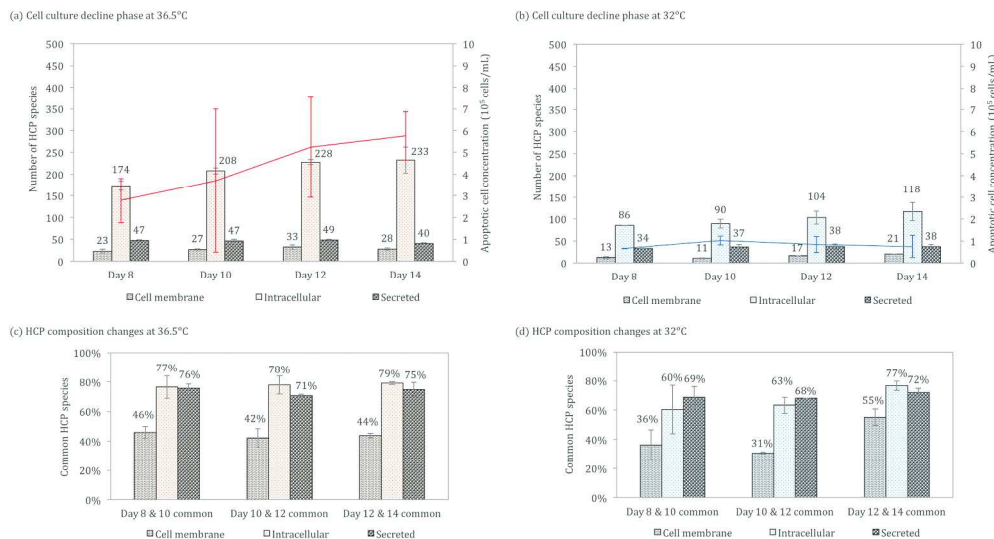 (a) Cell culture decline phase at 36.5°C
Number of HCP species
500
450
400
350
300
250
200
150
100
50
0
10
9
8
7
6
5
4
3
2
1
0
Apoptotic cell concentration (10⁵ cells/mL)
174
208
228
233
23
47
27
47
33
49
28
40
Day 8
Day 10
Day 12
Day 14
Cell membrane
Intracellular
Secreted
(b) Cell culture decline phase at 32°C
Number of HCP species
500
450
400
350
300
250
200
150
100
50
0
10
9
8
7
6
5
4
3
2
1
0
Apoptotic cell concentration (10⁵ cells/mL)
86
90
104
118
13
34
11
37
17
38
21
38
Day 8
Day 10
Day 12
Day 14
Cell membrane
Intracellular
Secreted
(c) HCP composition changes at 36.5°C
Common HCP species
100%
80%
60%
40%
20%
0%
46%
77%
76%
42%
78%
71%
44%
79%
75%
Day 8 & 10 common
Day 10 & 12 common
Day 12 & 14 common
Cell membrane
Intracellular
Secreted
(d) HCP composition changes at 32°C
Common HCP species
100%
80%
60%
40%
20%
0%
36%
60%
69%
31%
63%
68%
55%
77%
72%
Day 8 & 10 common
Day 10 & 12 common
Day 12 & 14 common
Cell membrane
Intracellular
Secreted